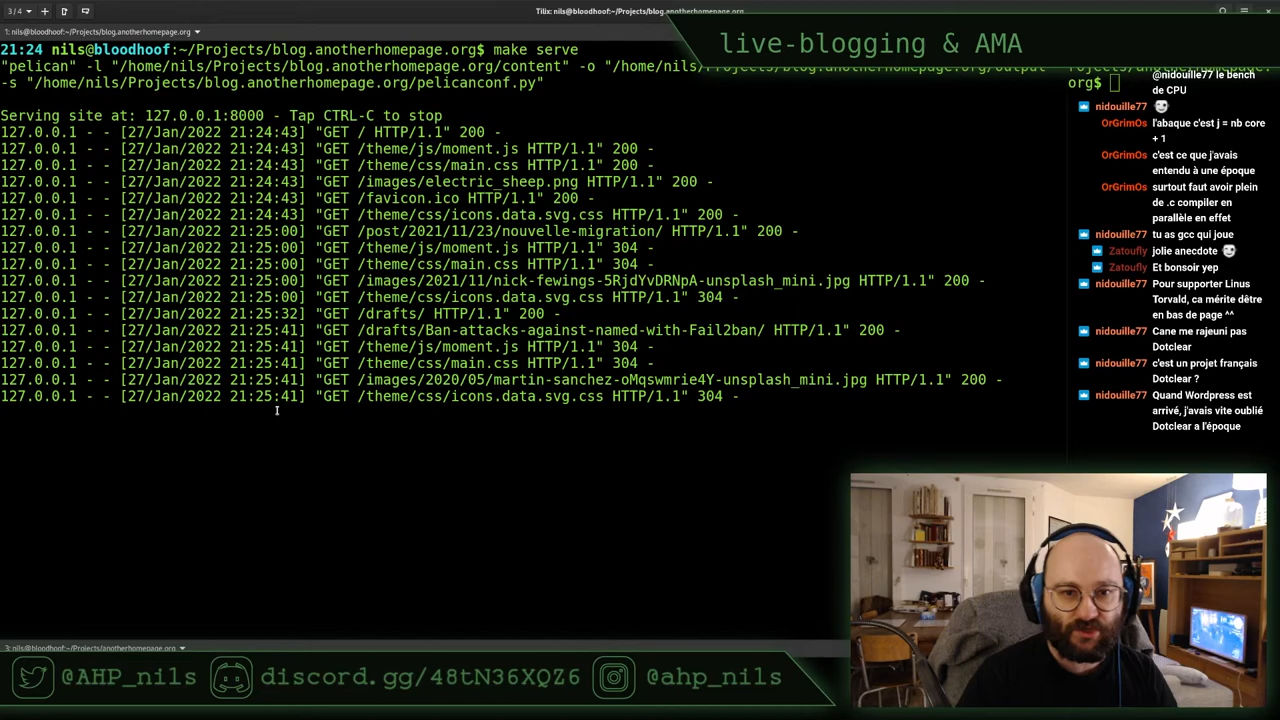 3 / 4
Tilix: nils@bloodhoof:~/Projects/blog.anotherhomepage.org
1: nils@bloodhoof:~/Projects/blog.anotherhomepage.org
live-blogging & AMA
21:24 nils@bloodhoof:~/Projects/blog.anotherhomepage.org$ make serve
"pelican" -l "/home/nils/Projects/blog.anotherhomepage.org/content" -o "/home/nils/Projects/blog.anotherhomepage.org/output
-s "/home/nils/Projects/blog.anotherhomepage.org/pelicanconf.py"
Serving site at: 127.0.0.1:8000 - Tap CTRL-C to stop
127.0.0.1 - - [27/Jan/2022 21:24:43] "GET / HTTP/1.1" 200 -
127.0.0.1 - - [27/Jan/2022 21:24:43] "GET /theme/js/moment.js HTTP/1.1" 200 -
127.0.0.1 - - [27/Jan/2022 21:24:43] "GET /theme/css/main.css HTTP/1.1" 200 -
127.0.0.1 - - [27/Jan/2022 21:24:43] "GET /images/electric_sheep.png HTTP/1.1" 200 -
127.0.0.1 - - [27/Jan/2022 21:24:43] "GET /favicon.ico HTTP/1.1" 200 -
127.0.0.1 - - [27/Jan/2022 21:24:43] "GET /theme/css/icons.data.svg.css HTTP/1.1" 200 -
127.0.0.1 - - [27/Jan/2022 21:25:00] "GET /post/2021/11/23/nouvelle-migration/ HTTP/1.1" 200 -
127.0.0.1 - - [27/Jan/2022 21:25:00] "GET /theme/js/moment.js HTTP/1.1" 304 -
127.0.0.1 - - [27/Jan/2022 21:25:00] "GET /theme/css/main.css HTTP/1.1" 304 -
127.0.0.1 - - [27/Jan/2022 21:25:00] "GET /images/2021/11/nick-fewings-5RjdYvDRNpA-unsplash_mini.jpg HTTP/1.1" 200 -
127.0.0.1 - - [27/Jan/2022 21:25:00] "GET /theme/css/icons.data.svg.css HTTP/1.1" 304 -
127.0.0.1 - - [27/Jan/2022 21:25:32] "GET /drafts/ HTTP/1.1" 200 -
127.0.0.1 - - [27/Jan/2022 21:25:41] "GET /drafts/Ban-attacks-against-named-with-Fail2ban/ HTTP/1.1" 200 -
127.0.0.1 - - [27/Jan/2022 21:25:41] "GET /theme/js/moment.js HTTP/1.1" 304 -
127.0.0.1 - - [27/Jan/2022 21:25:41] "GET /theme/css/main.css HTTP/1.1" 304 -
127.0.0.1 - - [27/Jan/2022 21:25:41] "GET /images/2020/05/martin-sanchez-oMqswmrie4Y-unsplash_mini.jpg HTTP/1.1" 200 -
127.0.0.1 - - [27/Jan/2022 21:25:41] "GET /theme/css/icons.data.svg.css HTTP/1.1" 304 -
org$
@nidouille77 le bench
de CPU
nidouille77
OrGrimOs l'abaque c'est j = nb core
+ 1
OrGrimOs c'est ce que j'avais
entendu à une époque
OrGrimOs surtout faut avoir plein
de .c compiler en
parallèle en effet
nidouille77 tu as gcc qui joue
Zatoufly jolie anecdote
Zatoufly Et bonsoir yep
nidouille77 Pour supporter Linus
Torvald, ca mérite dêtre
en bas de page ^^
nidouille77 Cane me rajeuni pas
Dotclear
nidouille77 c'est un projet français
Dotclear ?
nidouille77 Quand Wordpress est
arrivé, j'avais vite oublié
Dotclear a l'époque
3: nils@bloodhoof:~/Projects/anotherhomepage.org
@AHP_nils
discord.gg/48tN36XQZ6
@ahp_nils